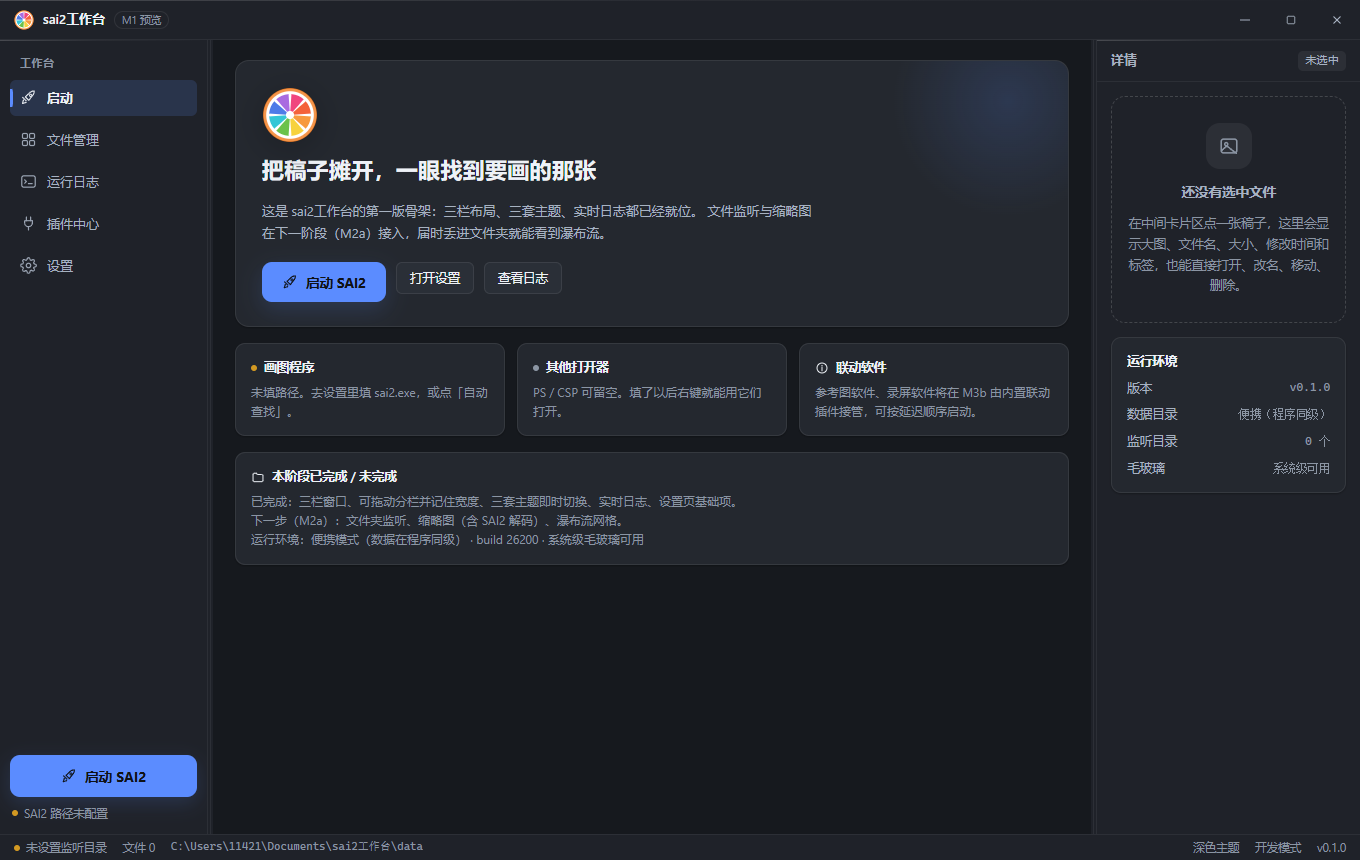 sai2工作台 M1 预览
工作台
启动
文件管理
运行日志
插件中心
设置
启动 SAI2
SAI2 路径未配置
把稿子摊开，一眼找到要画的那张
这是 sai2工作台的第一版骨架：三栏布局、三套主题、实时日志都已经就位。 文件监听与缩略图
在下一阶段（M2a）接入，届时丢进文件夹就能看到瀑布流。
启动 SAI2
打开设置
查看日志
画图程序
未填路径。去设置里填 sai2.exe，或点「自动
查找」。
其他打开器
PS / CSP 可留空。填了以后右键就能用它们
打开。
联动软件
参考图软件、录屏软件将在 M3b 由内置联动
插件接管，可按延迟顺序启动。
本阶段已完成 / 未完成
已完成：三栏窗口、可拖动分栏并记住宽度、三套主题即时切换、实时日志、设置页基础项。
下一步（M2a）：文件夹监听、缩略图（含 SAI2 解码）、瀑布流网格。
运行环境：便携模式（数据在程序同级） · build 26200 · 系统级毛玻璃可用
详情
未选中
还没有选中文件
在中间卡片区点一张稿子，这里会显
示大图、文件名、大小、修改时间和
标签，也能直接打开、改名、移动、
删除。
运行环境
版本 v0.1.0
数据目录 便携（程序同级）
监听目录 0 个
毛玻璃 系统级可用
未设置监听目录 文件 0 C:\Users\11421\Documents\sai2工作台\data
深色主题 开发模式 v0.1.0